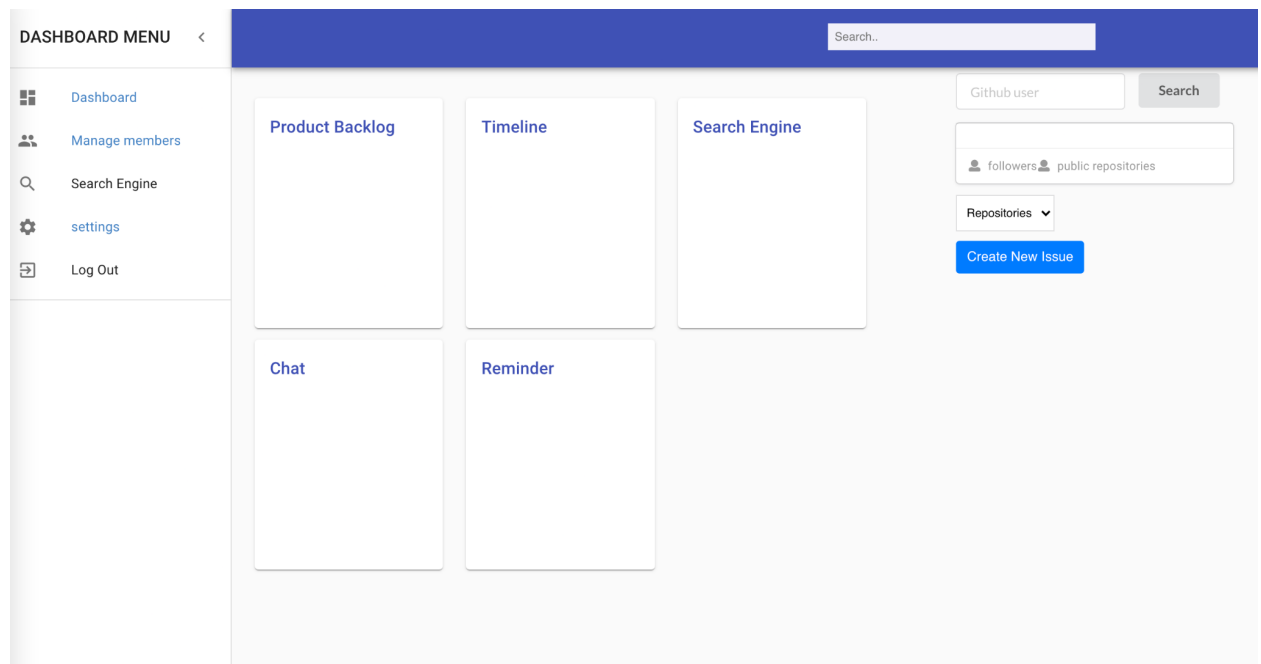 DASHBOARD MENU
Search..
Dashboard
Manage members
Search Engine
settings
Log Out
Product Backlog
Timeline
Search Engine
Chat
Reminder
Github user
Search
followers public repositories
Repositories
Create New Issue